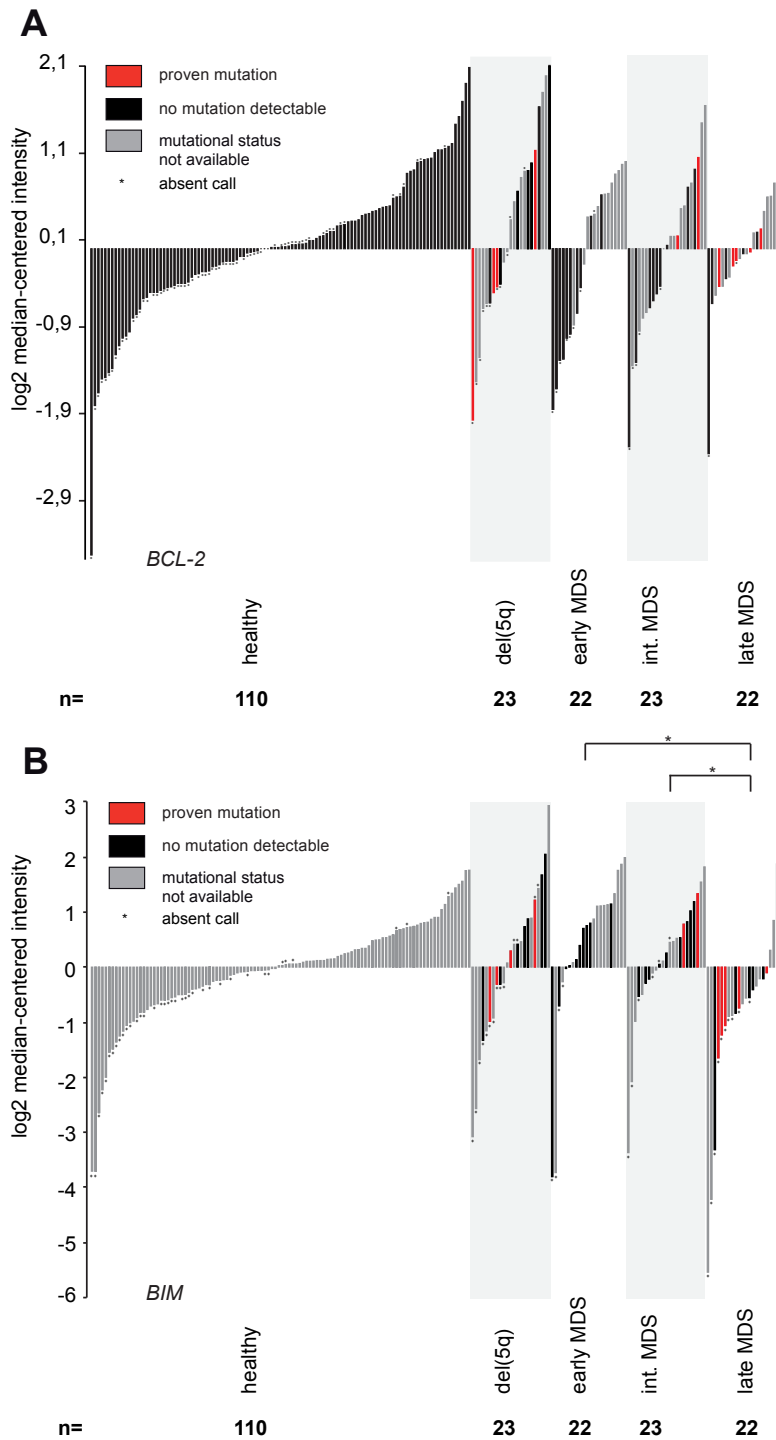 A
2,1
1,1
0,1
-0,9
-1,9
-2,9
log2 median-centered intensity
proven mutation
no mutation detectable
mutational status
not available
* absent call
BCL-2
healthy
del(5q)
early MDS
int. MDS
late MDS
n= 110 23 22 23 22
B
*
*
3
2
1
0
-1
-2
-3
-4
-5
-6
log2 median-centered intensity
proven mutation
no mutation detectable
mutational status
not available
* absent call
BIM
healthy
del(5q)
early MDS
int. MDS
late MDS
n= 110 23 22 23 22